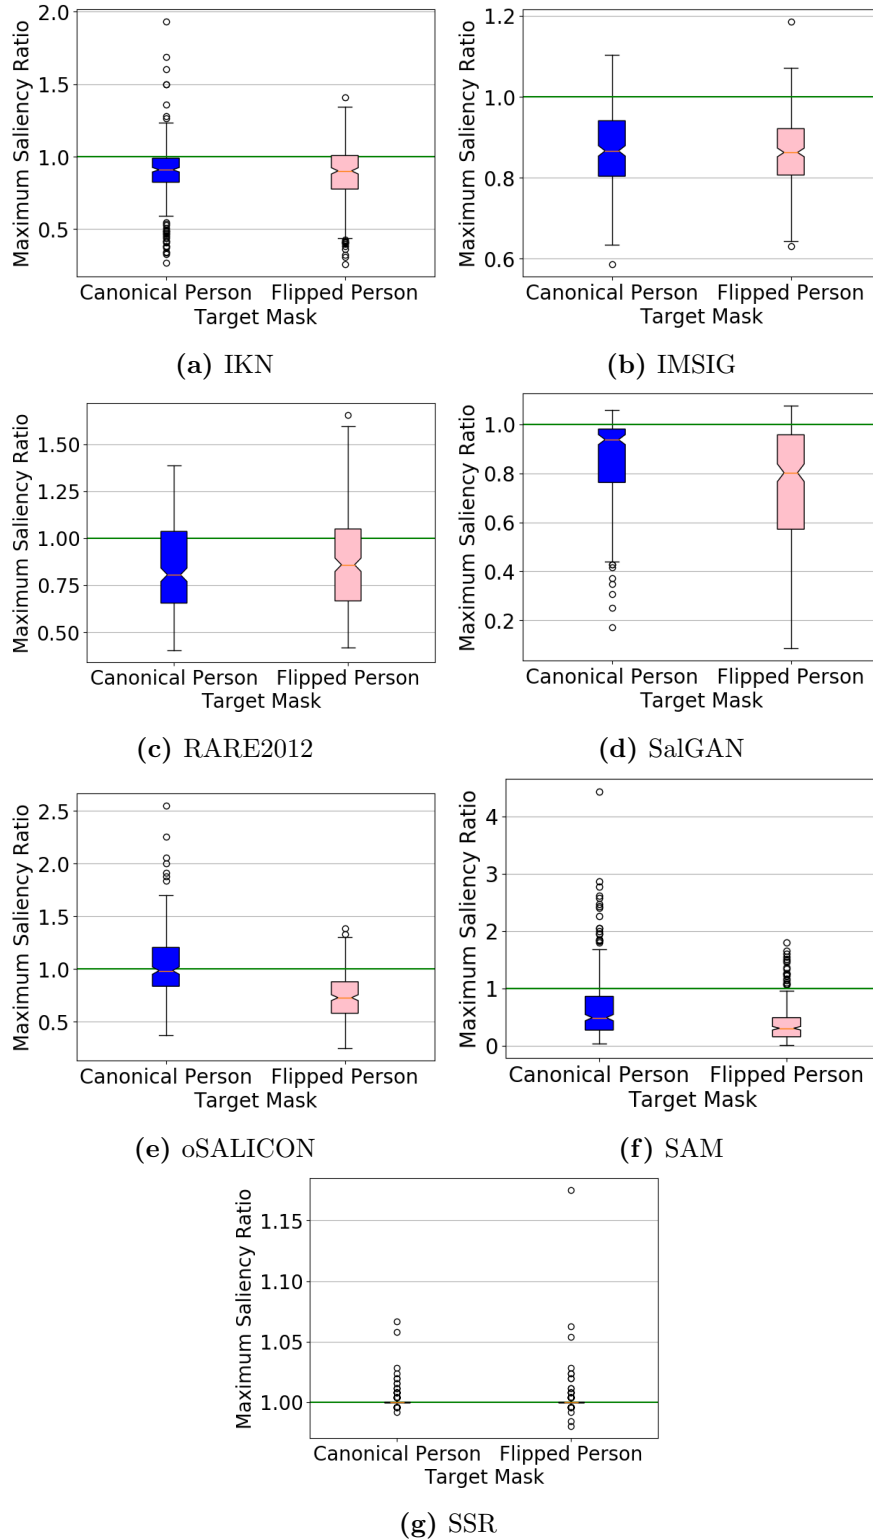 2.0
1.5
1.0
0.5
Maximum Saliency Ratio
Canonical Person Flipped Person
Target Mask
(a) IKN
1.2
1.0
0.8
0.6
Maximum Saliency Ratio
Canonical Person Flipped Person
Target Mask
(b) IMSIG
1.50
1.25
1.00
0.75
0.50
Maximum Saliency Ratio
Canonical Person Flipped Person
Target Mask
(c) RARE2012
1.0
0.8
0.6
0.4
0.2
Maximum Saliency Ratio
Canonical Person Flipped Person
Target Mask
(d) SalGAN
2.5
2.0
1.5
1.0
0.5
Maximum Saliency Ratio
Canonical Person Flipped Person
Target Mask
(e) oSALICON
4
3
2
1
0
Maximum Saliency Ratio
Canonical Person Flipped Person
Target Mask
(f) SAM
1.15
1.10
1.05
1.00
Maximum Saliency Ratio
Canonical Person Flipped Person
Target Mask
(g) SSR